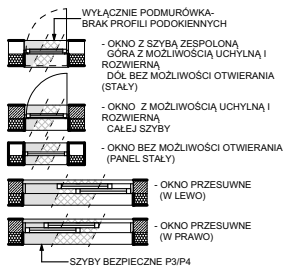 WYŁĄCZNIE PODMURÓWKA-
BRAK PROFILI PODOKIENNYCH
- OKNO Z SZYBĄ ZESPOLONĄ
GÓRA Z MOŻLIWOŚCIĄ UCHYLNĄ I
ROZWIERNĄ
DÓŁ BEZ MOŻLIWOŚCI OTWIERANIA
(STAŁY)
- OKNO Z MOŻLIWOŚCIĄ UCHYLNĄ I
ROZWIERNĄ
CAŁEJ SZYBY
- OKNO BEZ MOŻLIWOŚCI OTWIERANIA
(PANEL STAŁY)
- OKNO PRZESUWNE
(W LEWO)
- OKNO PRZESUWNE
(W PRAWO)
SZYBY BEZPIECZNE P3/P4